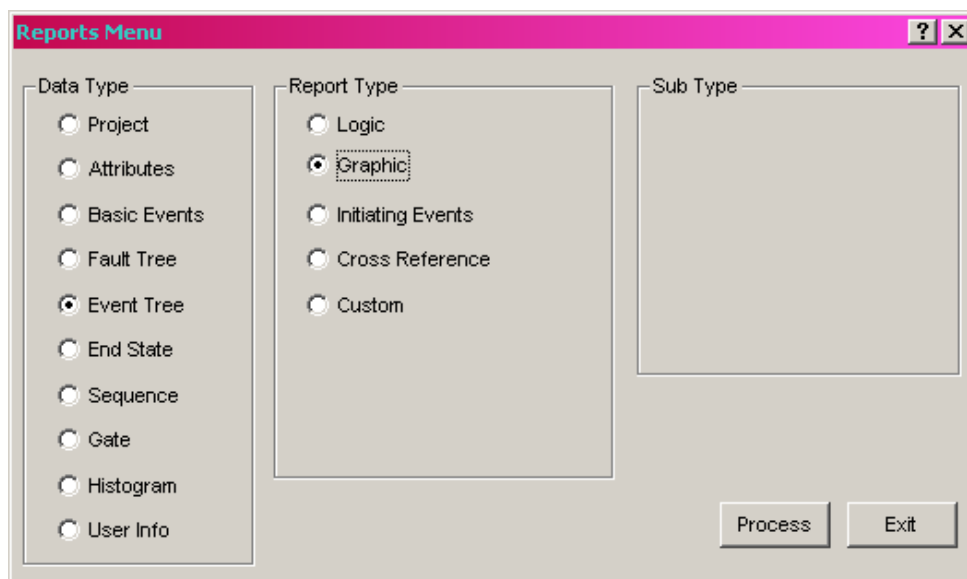 Reports Menu
Data Type
Project
Attributes
Basic Events
Fault Tree
Event Tree
End State
Sequence
Gate
Histogram
User Info
Report Type
Logic
Graphic
Initiating Events
Cross Reference
Custom
Sub Type
Process
Exit